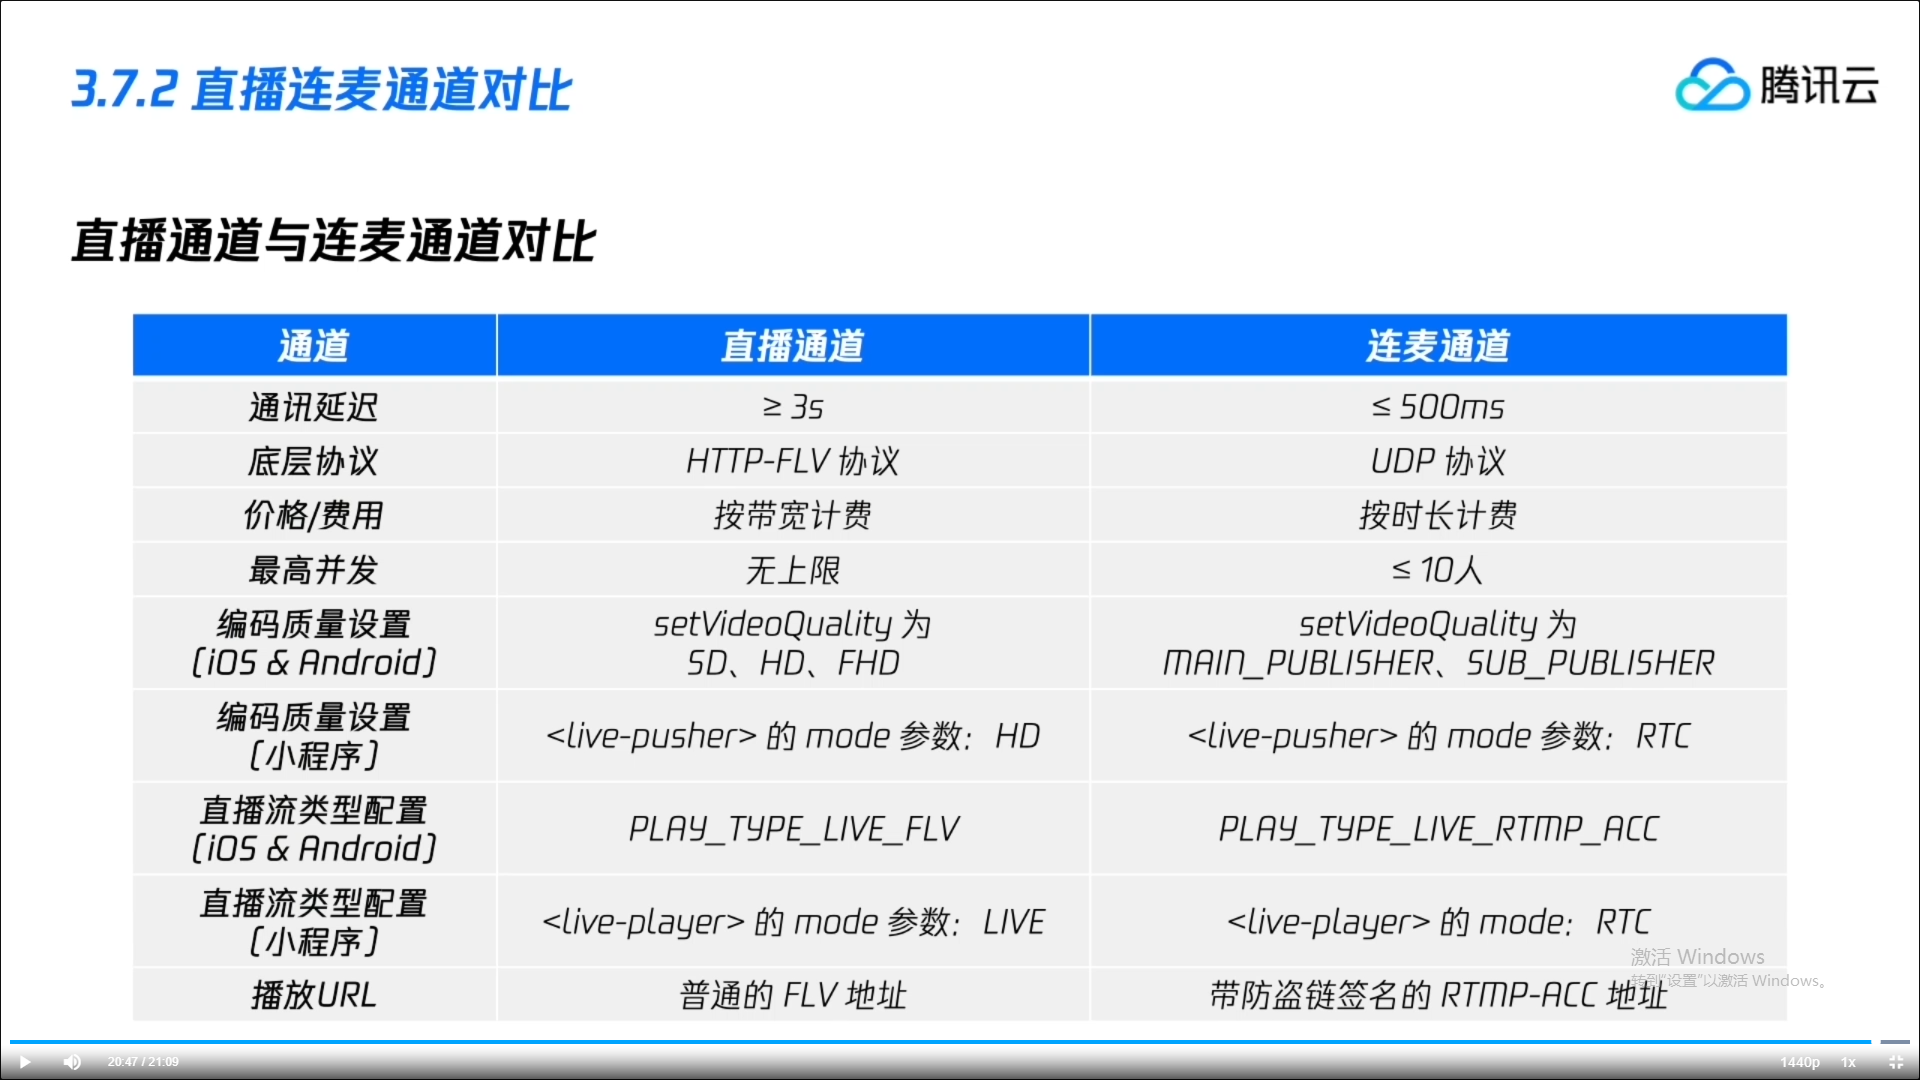 3.7.2 直播连麦通道对比
腾讯云
直播通道与连麦通道对比
通道 直播通道 连麦通道
通讯延迟 ≥ 3s ≤ 500ms
底层协议 HTTP-FLV 协议 UDP 协议
价格/费用 按带宽计费 按时长计费
最高并发 无上限 ≤ 10人
编码质量设置
(iOS & Android)
setVideoQuality 为
SD、HD、FHD
setVideoQuality 为
MAIN_PUBLISHER、SUB_PUBLISHER
编码质量设置
(小程序)
<live-pusher> 的 mode 参数：HD
<live-pusher> 的 mode 参数：RTC
直播流类型配置
(iOS & Android)
PLAY_TYPE_LIVE_FLV
PLAY_TYPE_LIVE_RTMP_ACC
直播流类型配置
(小程序)
<live-player> 的 mode 参数：LIVE
<live-player> 的 mode：RTC
播放URL 普通的 FLV 地址 带防盗链签名的 RTMP-ACC 地址
激活 Windows
转到"设置"以激活 Windows。
20:47 / 21:09
1440p 1x